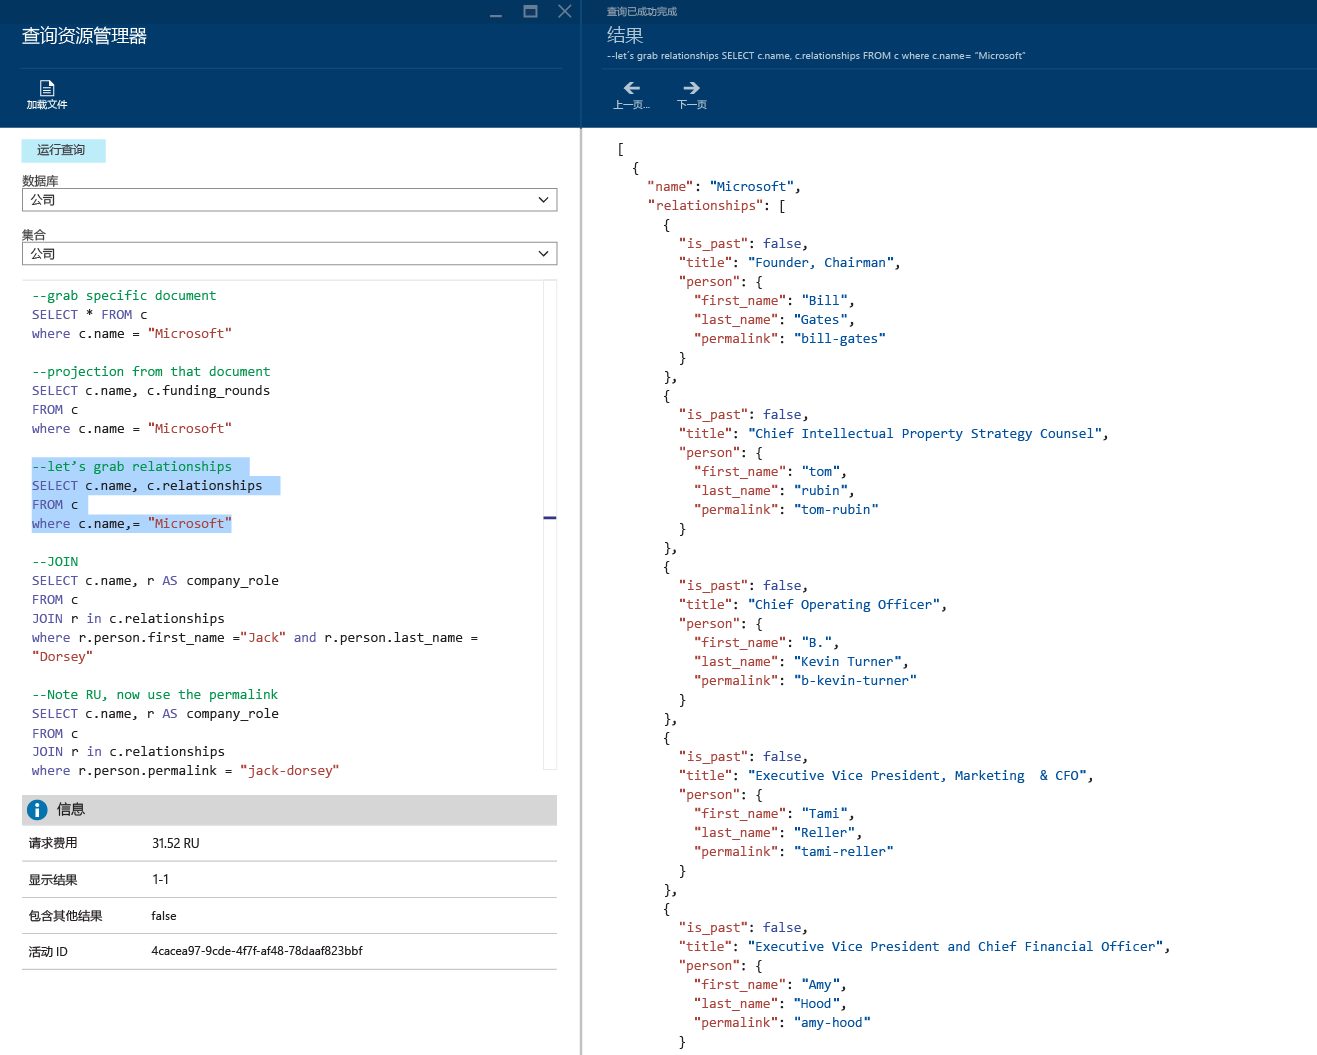 查询资源管理器
加载文件
运行查询
数据库
公司
集合
公司
--grab specific document
SELECT * FROM c
where c.name = "Microsoft"
--projection from that document
SELECT c.name, c.funding_rounds
FROM c
where c.name = "Microsoft"
--let’s grab relationships
SELECT c.name, c.relationships
FROM c
where c.name,= "Microsoft"
--JOIN
SELECT c.name, r AS company_role
FROM c
JOIN r in c.relationships
where r.person.first_name ="Jack" and r.person.last_name =
"Dorsey"
--Note RU, now use the permalink
SELECT c.name, r AS company_role
FROM c
JOIN r in c.relationships
where r.person.permalink = "jack-dorsey"
信息
请求费用 31.52 RU
显示结果 1-1
包含其他结果 false
活动 ID 4cacea97-9cde-4f7f-af48-78daaf823bbf
查询已成功完成
结果
--let´s grab relationships SELECT c.name, c.relationships FROM c where c.name= “Microsoft”
上一页...
下一页
[
{
"name": "Microsoft",
"relationships": [
{
"is_past": false,
"title": "Founder, Chairman",
"person": {
"first_name": "Bill",
"last_name": "Gates",
"permalink": "bill-gates"
}
},
{
"is_past": false,
"title": "Chief Intellectual Property Strategy Counsel",
"person": {
"first_name": "tom",
"last_name": "rubin",
"permalink": "tom-rubin"
}
},
{
"is_past": false,
"title": "Chief Operating Officer",
"person": {
"first_name": "B.",
"last_name": "Kevin Turner",
"permalink": "b-kevin-turner"
}
},
{
"is_past": false,
"title": "Executive Vice President, Marketing  & CFO",
"person": {
"first_name": "Tami",
"last_name": "Reller",
"permalink": "tami-reller"
}
},
{
"is_past": false,
"title": "Executive Vice President and Chief Financial Officer",
"person": {
"first_name": "Amy",
"last_name": "Hood",
"permalink": "amy-hood"
}